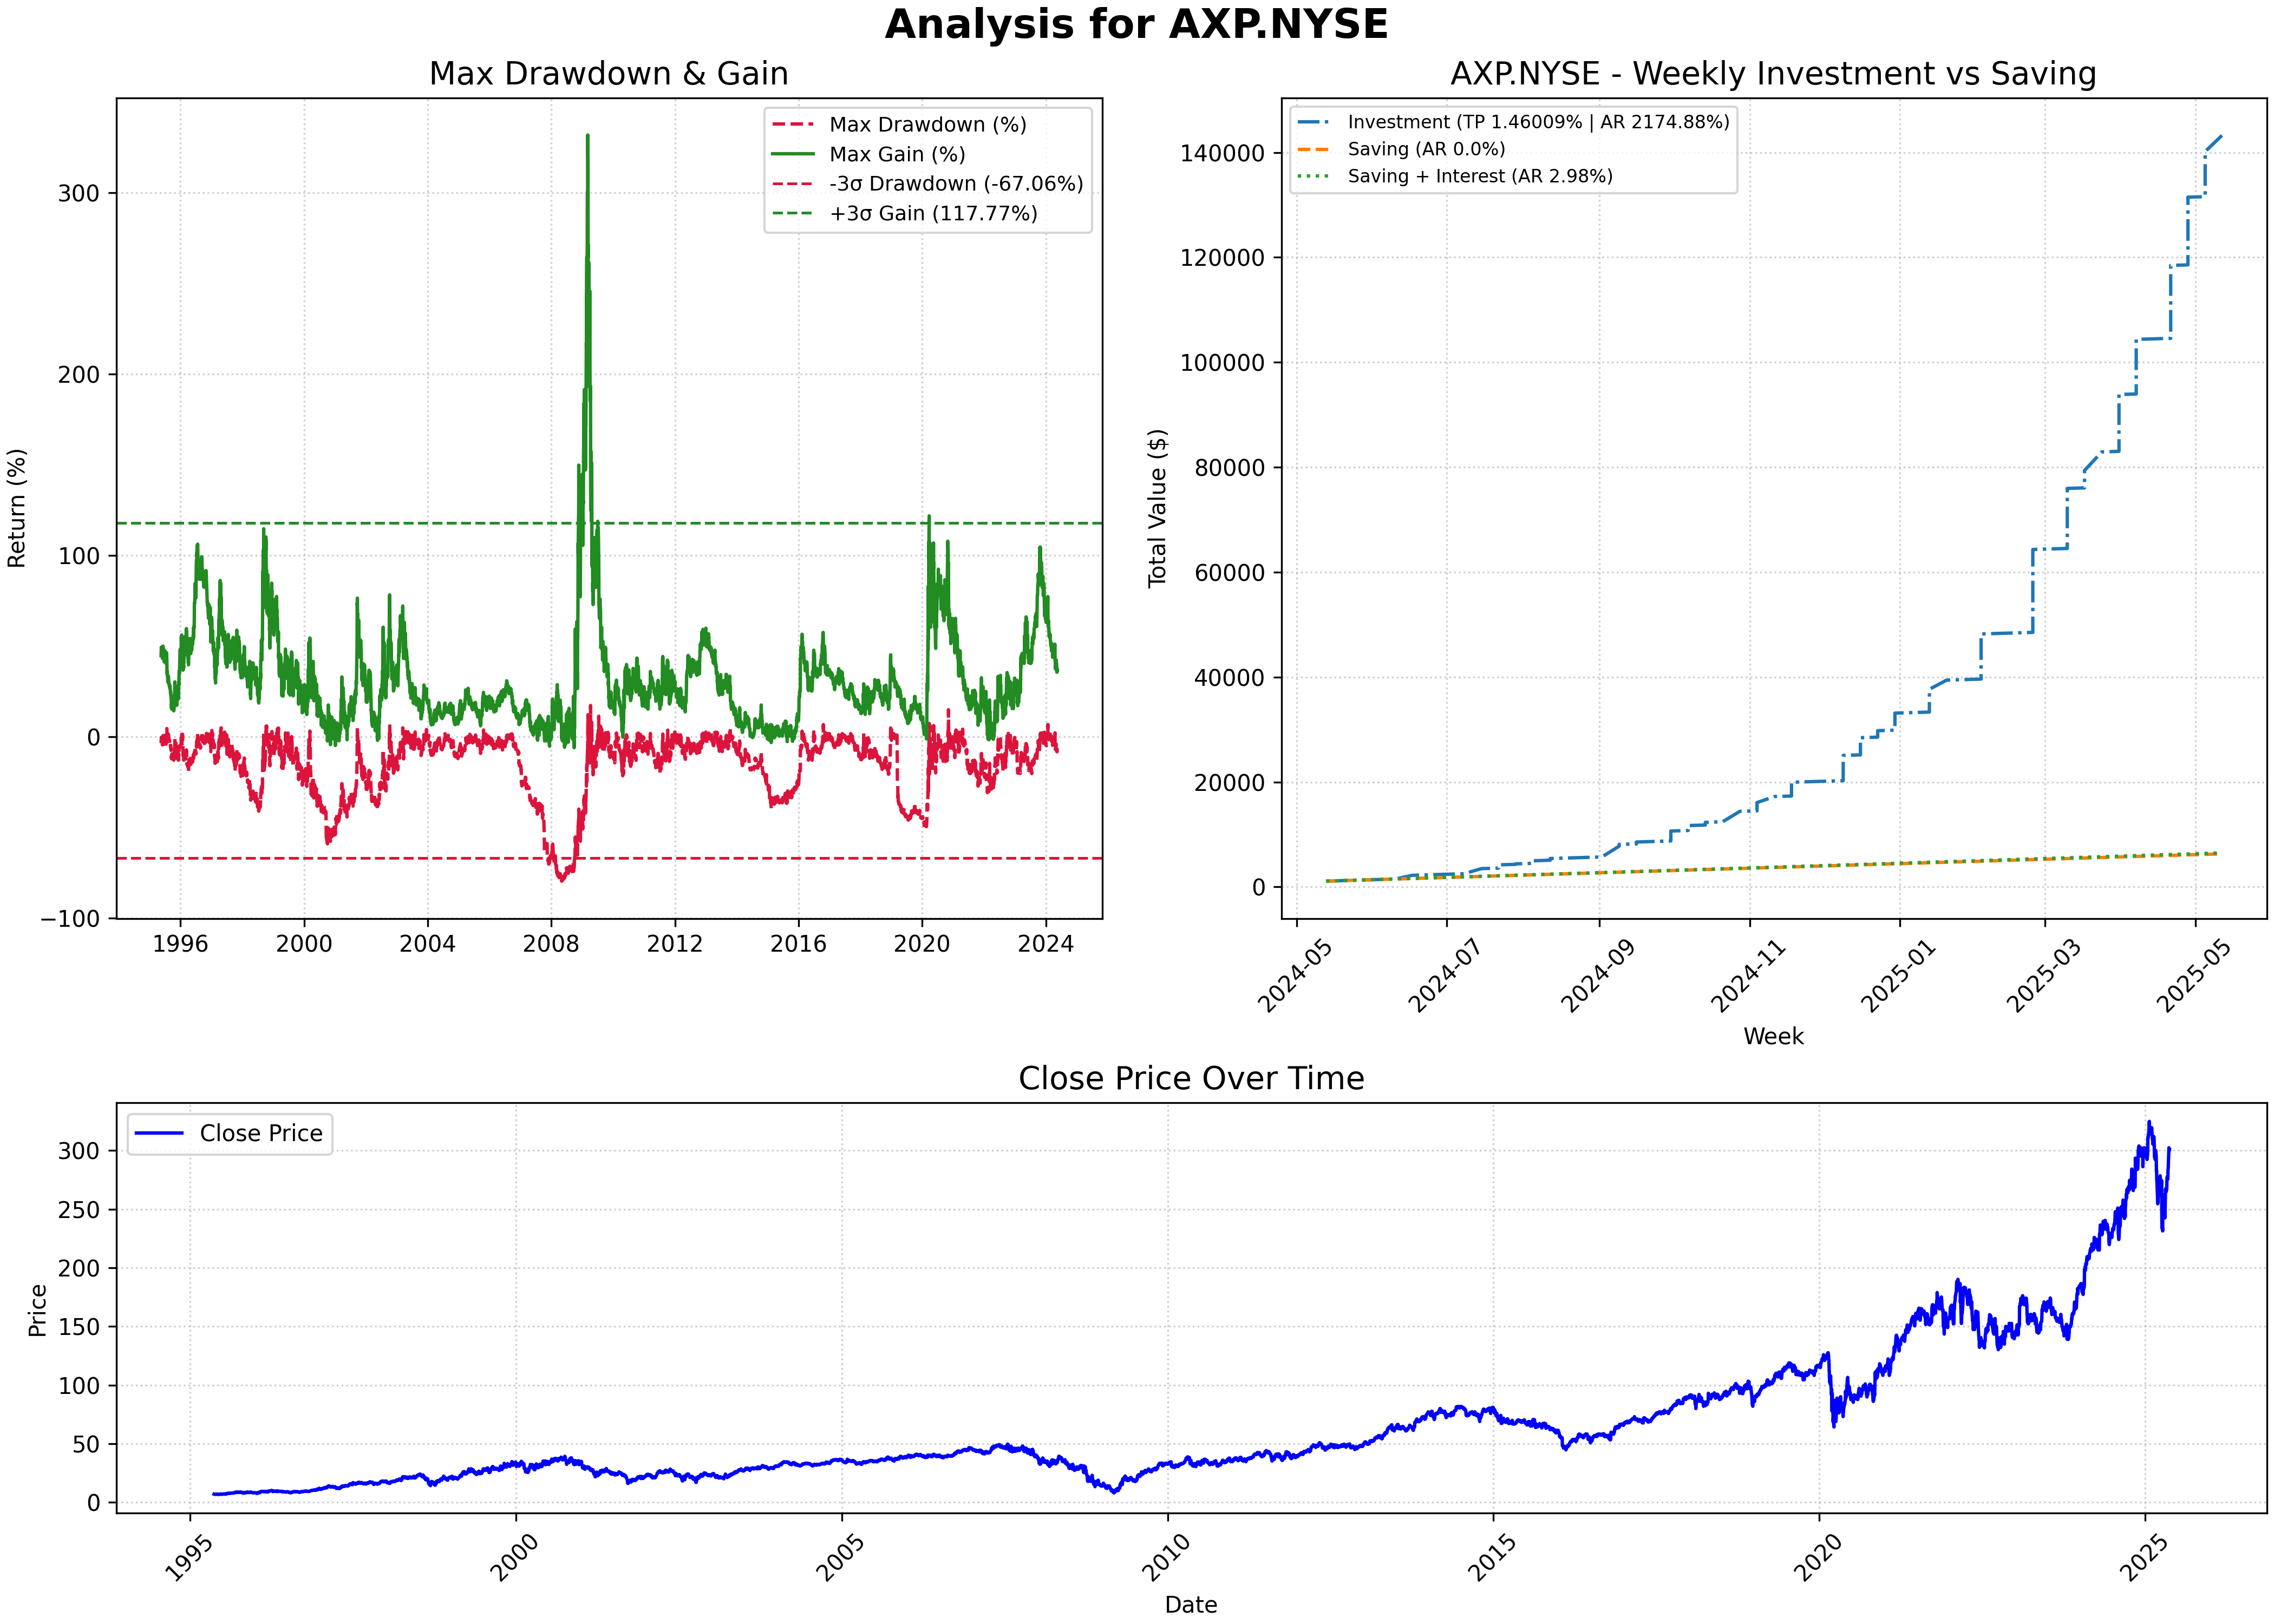 Analysis for AXP.NYSE
Max Drawdown & Gain
Return (%)
300
200
100
0
−100
1996
2000
2004
2008
2012
2016
2020
2024
Max Drawdown (%)
Max Gain (%)
-3σ Drawdown (-67.06%)
+3σ Gain (117.77%)
AXP.NYSE - Weekly Investment vs Saving
Total Value ($)
140000
120000
100000
80000
60000
40000
20000
0
2024-05
2024-07
2024-09
2024-11
2025-01
2025-03
2025-05
Week
Investment (TP 1.46009% | AR 2174.88%)
Saving (AR 0.0%)
Saving + Interest (AR 2.98%)
Close Price Over Time
Price
300
250
200
150
100
50
0
1995
2000
2005
2010
2015
2020
2025
Date
Close Price